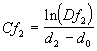 Cf₂ = ln(Df₂) / (d₂ − d₀)